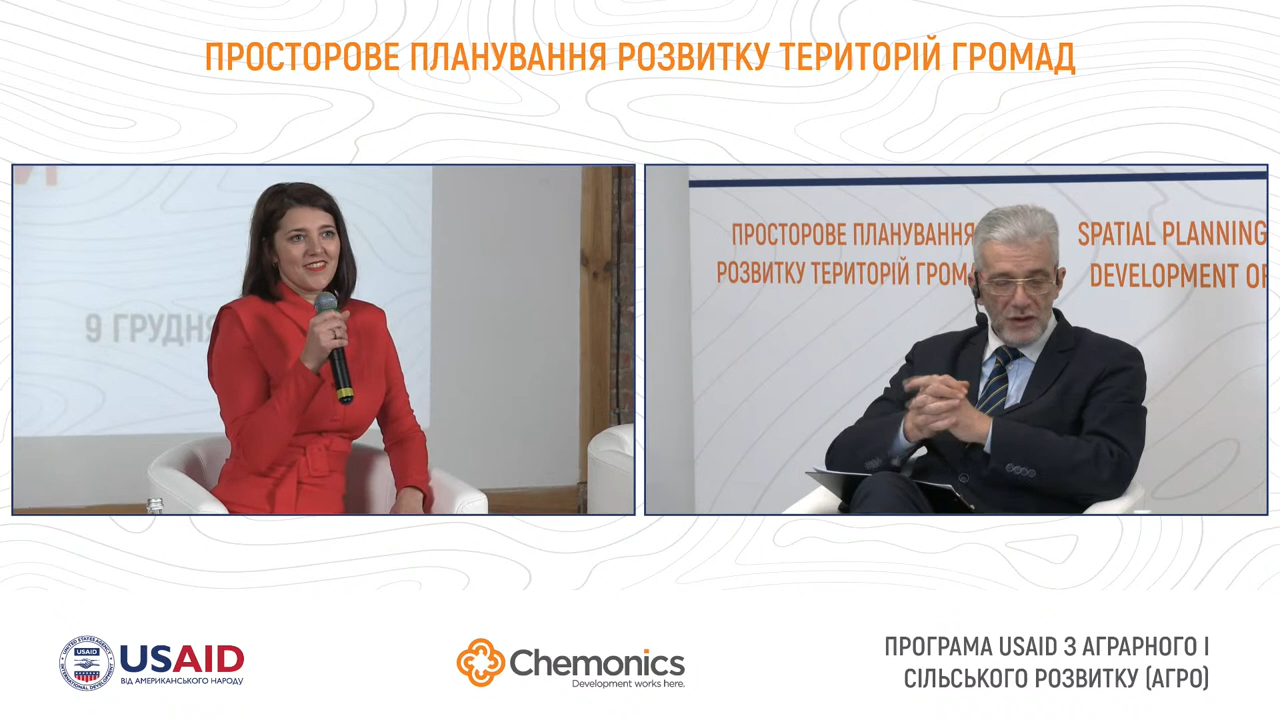 ПРОСТОРОВЕ ПЛАНУВАННЯ РОЗВИТКУ ТЕРИТОРІЙ ГРОМАД
9 ГРУДНЯ
ПРОСТОРОВЕ ПЛАНУВАННЯ
РОЗВИТКУ ТЕРИТОРІЙ ГРОМА
SPATIAL PLANNING
DEVELOPMENT OF
USAID
USAID
ВІД АМЕРИКАНСЬКОГО НАРОДУ
Chemonics
Development works here.
ПРОГРАМА USAID З АГРАРНОГО І
СІЛЬСЬКОГО РОЗВИТКУ (АГРО)